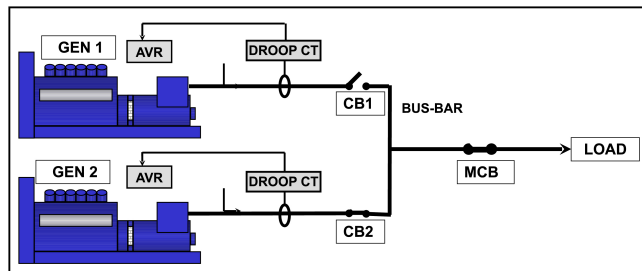 GEN 1
AVR
DROOP CT
CB1
BUS-BAR
GEN 2
AVR
DROOP CT
CB2
MCB
LOAD